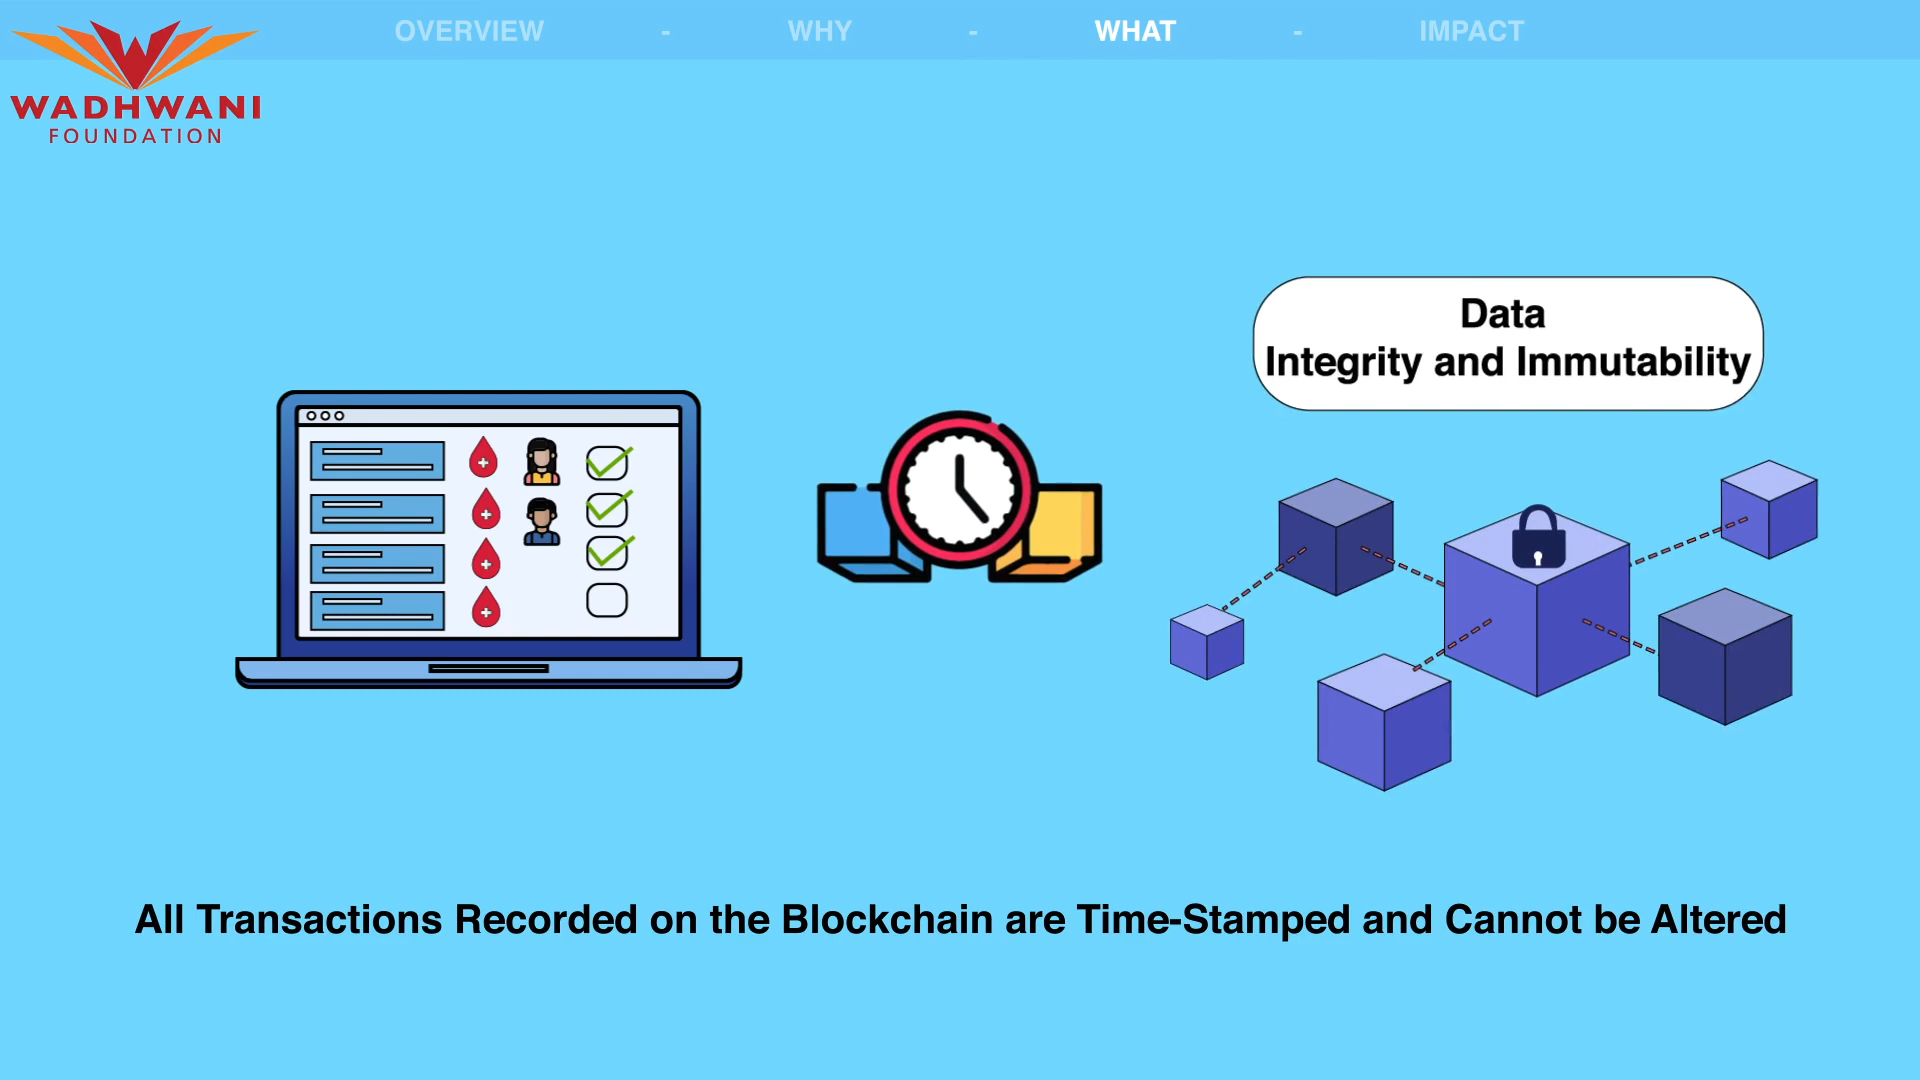 OVERVIEW - WHY - WHAT - IMPACT
WADHWANI
FOUNDATION
Data
Integrity and Immutability
All Transactions Recorded on the Blockchain are Time-Stamped and Cannot be Altered